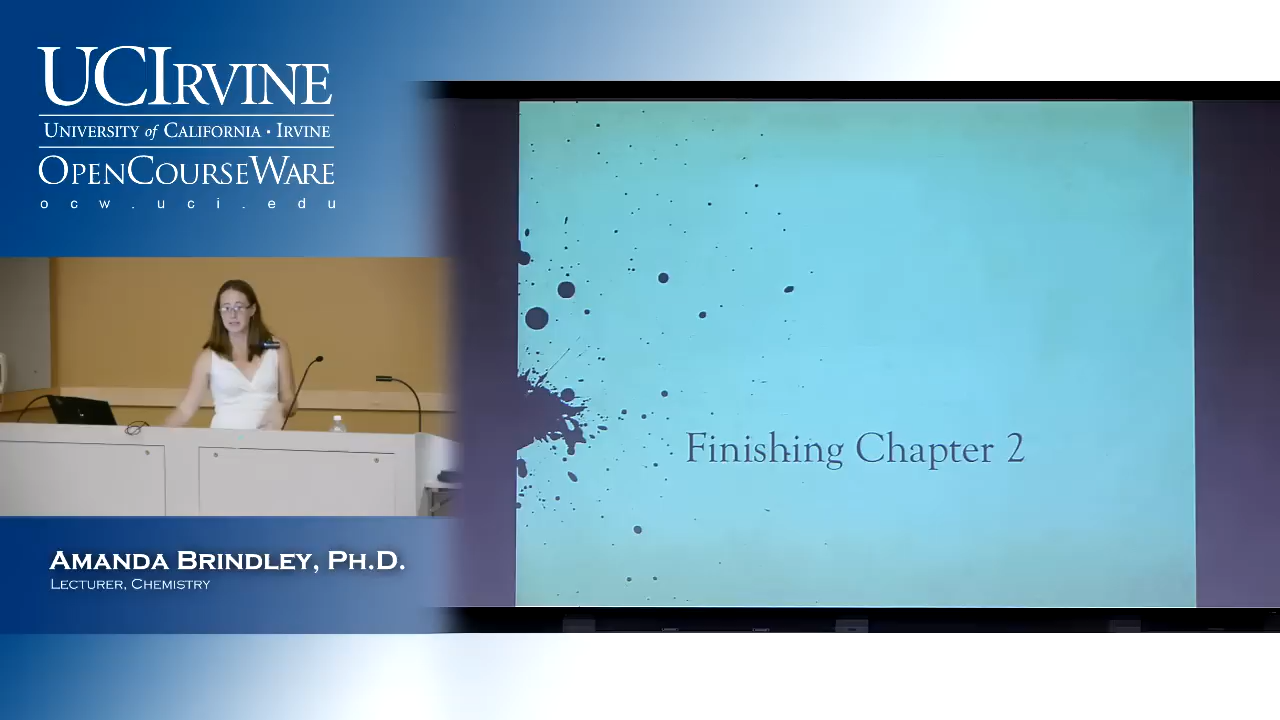 UCIRVINE
UNIVERSITY of CALIFORNIA · IRVINE
OPENCOURSEWARE
ocw.uci.edu
AMANDA BRINDLEY, PH.D.
LECTURER, CHEMISTRY
Finishing Chapter 2